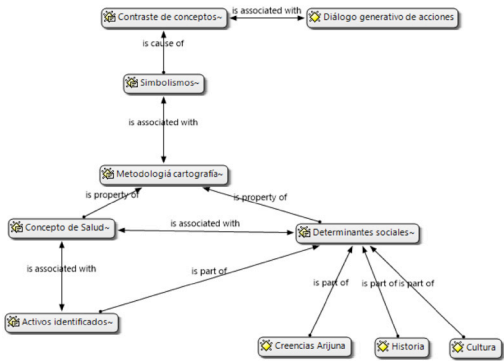 Contraste de conceptos~
is associated with
Diálogo generativo de acciones
is cause of
Simbolismos~
is associated with
Metodologiá cartografía~
is property of
is property of
Concepto de Salud~
is associated with
Determinantes sociales~
is associated with
is part of
is part of
is part of
is part of
Activos identificados~
Creencias Arijuna
Historia
Cultura